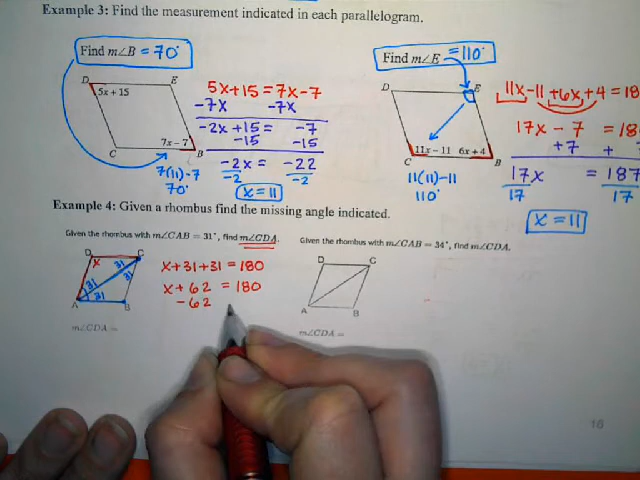 Example 3: Find the measurement indicated in each parallelogram.
Find m∠B = 70°
D
E
5x + 15
7x − 7
C
B
7(11)−7
70°
5x+15 = 7x−7
−7x −7x
−2x +15 = −7
−15 −15
−2x = −22
−2 −2
x = 11
Find m∠E = 110°
D
E
11x − 11 6x + 4
C
B
11(11)−11
110°
11x−11 +6x+4 = 18
17x − 7 = 18
+7 +
17x = 187
17 17
x = 11
Example 4: Given a rhombus find the missing angle indicated.
Given the rhombus with m∠CAB = 31°, find m∠CDA.
D
C
x
31
31
31
31
A
B
x+31+31 = 180
x + 62 = 180
−62
m∠CDA =
Given the rhombus with m∠CAB = 34°, find m∠CDA.
D
C
A
B
m∠CDA =
16